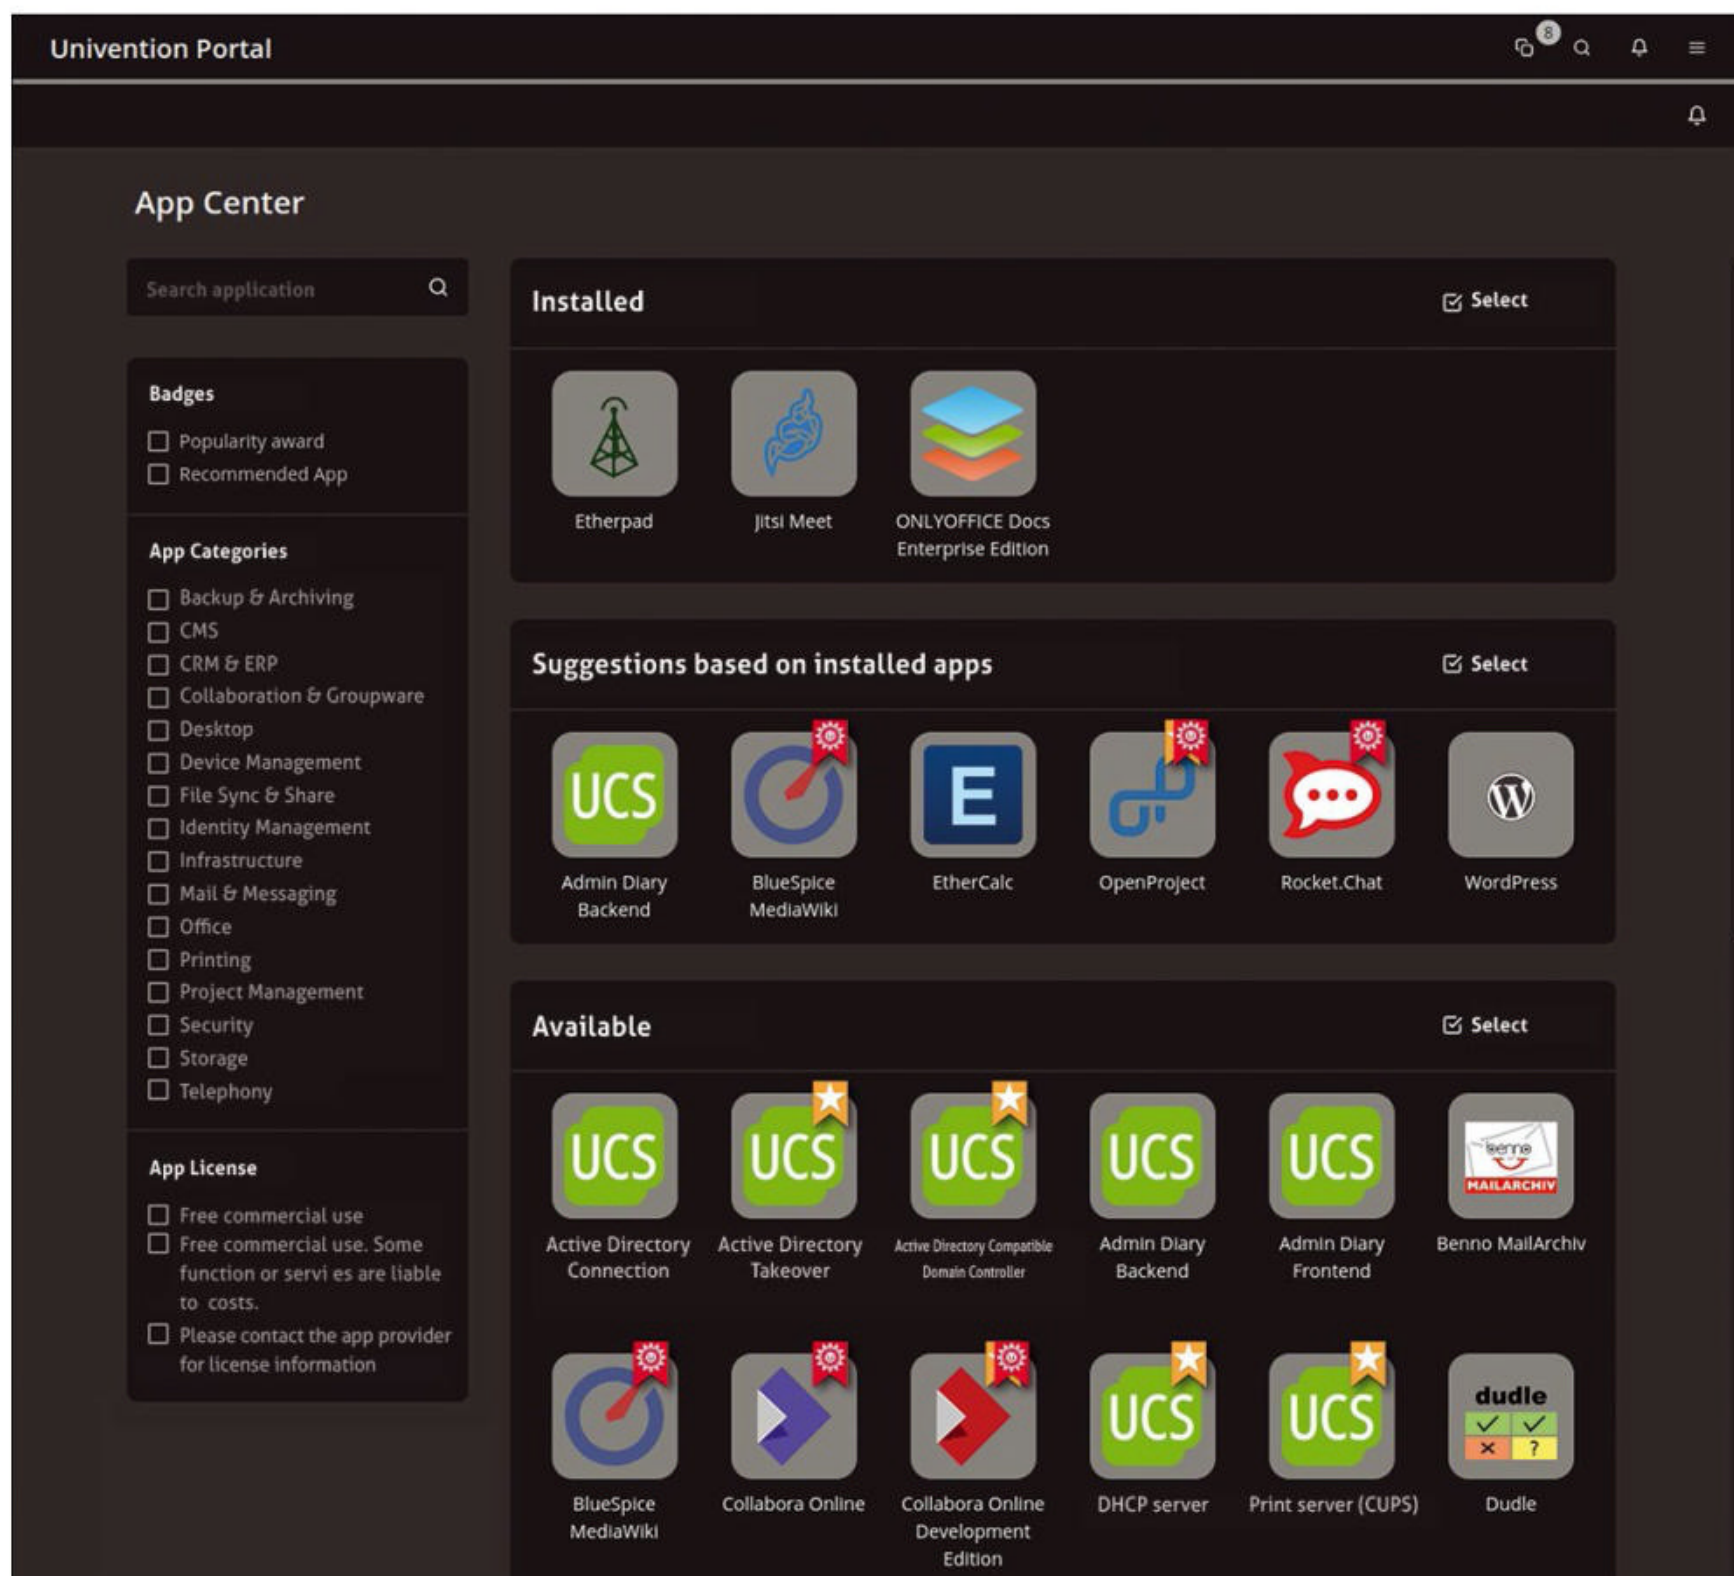 Univention Portal
8
App Center
Search application
Badges
Popularity award
Recommended App
App Categories
Backup & Archiving
CMS
CRM & ERP
Collaboration & Groupware
Desktop
Device Management
File Sync & Share
Identity Management
Infrastructure
Mail & Messaging
Office
Printing
Project Management
Security
Storage
Telephony
App License
Free commercial use
Free commercial use. Some
function or servi es are liable
to costs.
Please contact the app provider
for license information
Installed
Select
Etherpad
Jitsi Meet
ONLYOFFICE Docs
Enterprise Edition
Suggestions based on installed apps
Select
UCS
E
W
Admin Diary
Backend
BlueSpice
MediaWiki
EtherCalc
OpenProject
Rocket.Chat
WordPress
Available
Select
UCS
UCS
UCS
UCS
UCS
benno
MAILARCHIV
Active Directory
Connection
Active Directory
Takeover
Active Directory Compatible
Domain Controller
Admin Diary
Backend
Admin Diary
Frontend
Benno MailArchiv
UCS
UCS
dudle
?
BlueSpice
MediaWiki
Collabora Online
Collabora Online
Development
Edition
DHCP server
Print server (CUPS)
Dudle